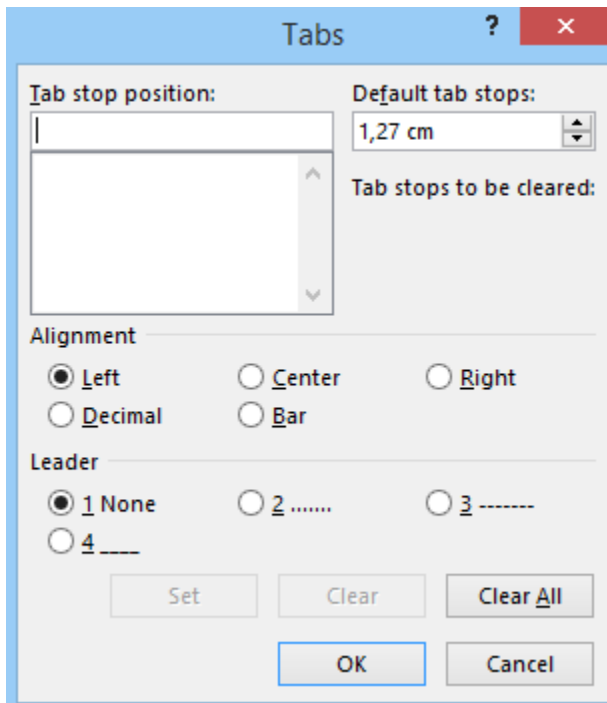 Tabs ? ×
Tab stop position: Default tab stops:
1,27 cm
Tab stops to be cleared:
Alignment
Left Center Right
Decimal Bar
Leader
1 None 2 ....... 3 -------
4 ____
Set Clear Clear All
OK Cancel